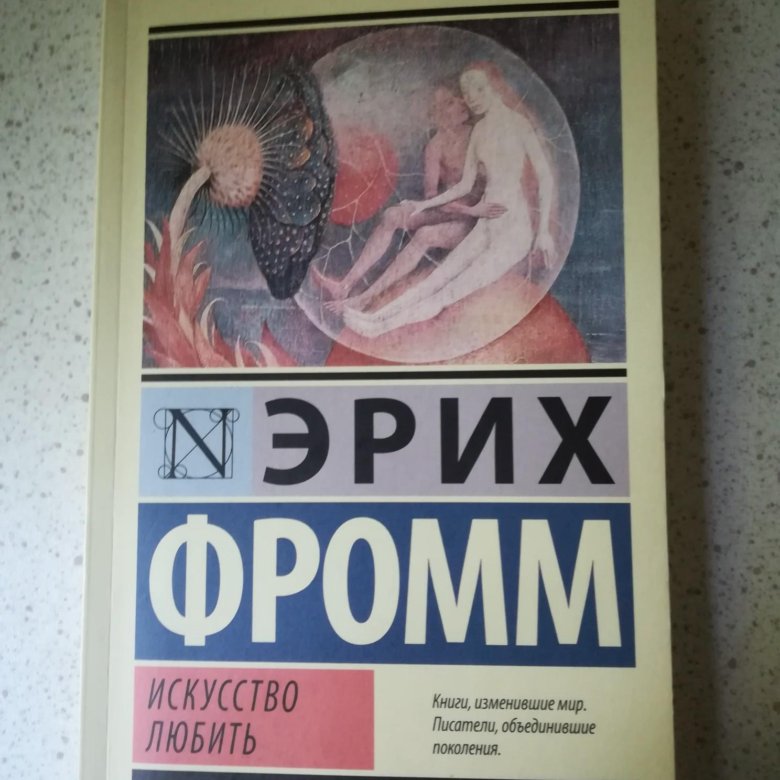 N ЭРИХ
ФРОММ
ИСКУССТВО
ЛЮБИТЬ
Книги, изменившие мир.
Писатели, объединившие
поколения.